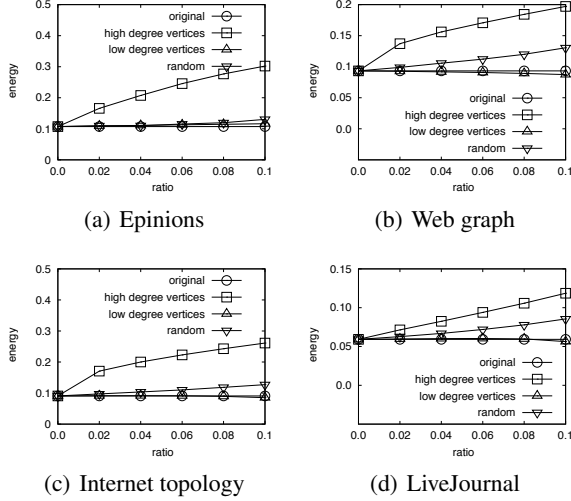 0.5
0.4
0.3
0.2
0.1
0
energy
original
high degree vertices
low degree vertices
random
0.0 0.02 0.04 0.06 0.08 0.1
ratio
(a) Epinions
0.2
0.15
0.1
0.05
0.0
energy
original
high degree vertices
low degree vertices
random
0.0 0.02 0.04 0.06 0.08 0.1
ratio
(b) Web graph
0.5
0.4
0.3
0.2
0.1
0
energy
original
high degree vertices
low degree vertices
random
0.0 0.02 0.04 0.06 0.08 0.1
ratio
(c) Internet topology
0.15
0.10
0.05
0.0
energy
original
high degree vertices
low degree vertices
random
0.0 0.02 0.04 0.06 0.08 0.1
ratio
(d) LiveJournal